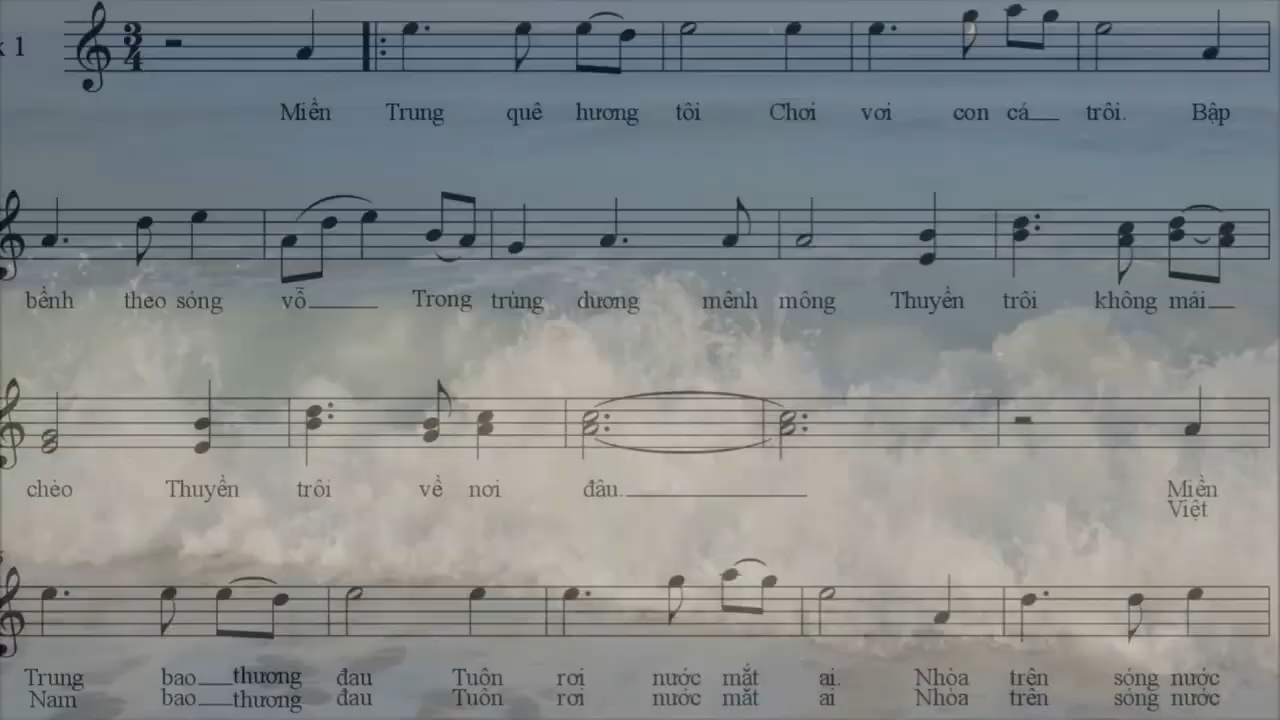 k 1
Miền Trung quê hương tôi Chơi vơi con cá trôi. Bập
bềnh theo sóng vỗ Trong trùng dương mênh mông Thuyền trôi không mái
chèo Thuyền trôi về nơi đâu. Miền
Việt
Trung bao thương đau Tuôn rơi nước mắt ai. Nhòa trên sóng nước
Nam bao thương đau Tuôn rơi nước mắt ai Nhòa trên sóng nước